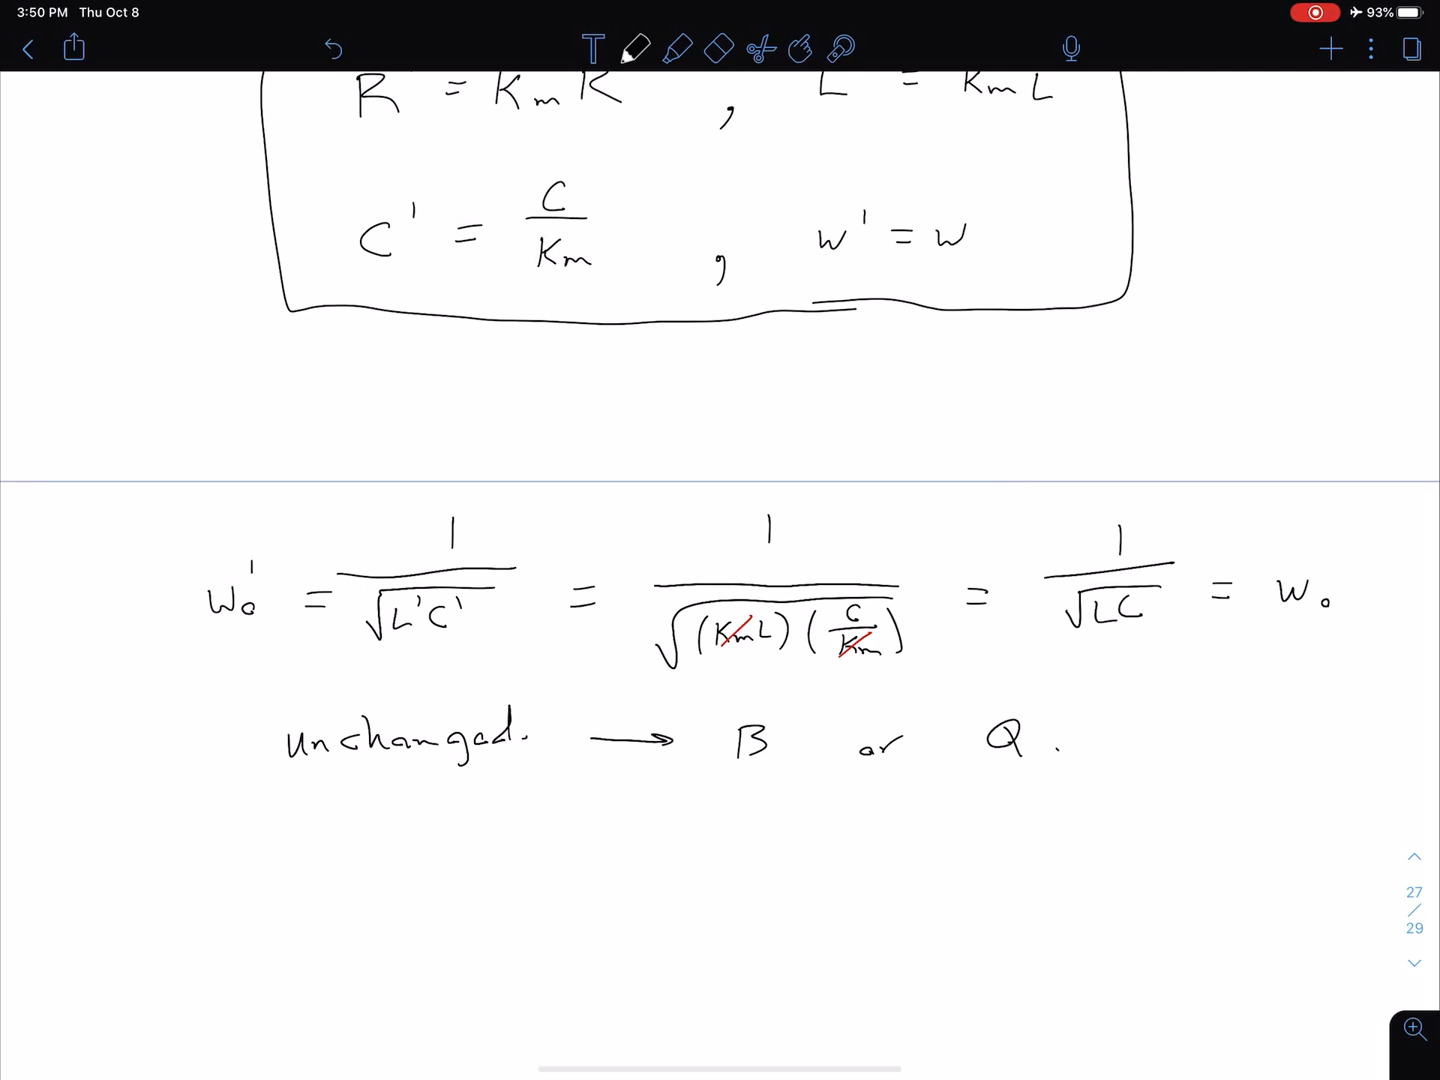 3:50 PM Thu Oct 8 93%
R = Km R , L = Km L
C' = C/Km , w' = w
w₀' = 1/√(L'C') = 1/√((Km L)(C/Km)) = 1/√(LC) = w₀
unchanged. → B or Q.
27
/
29